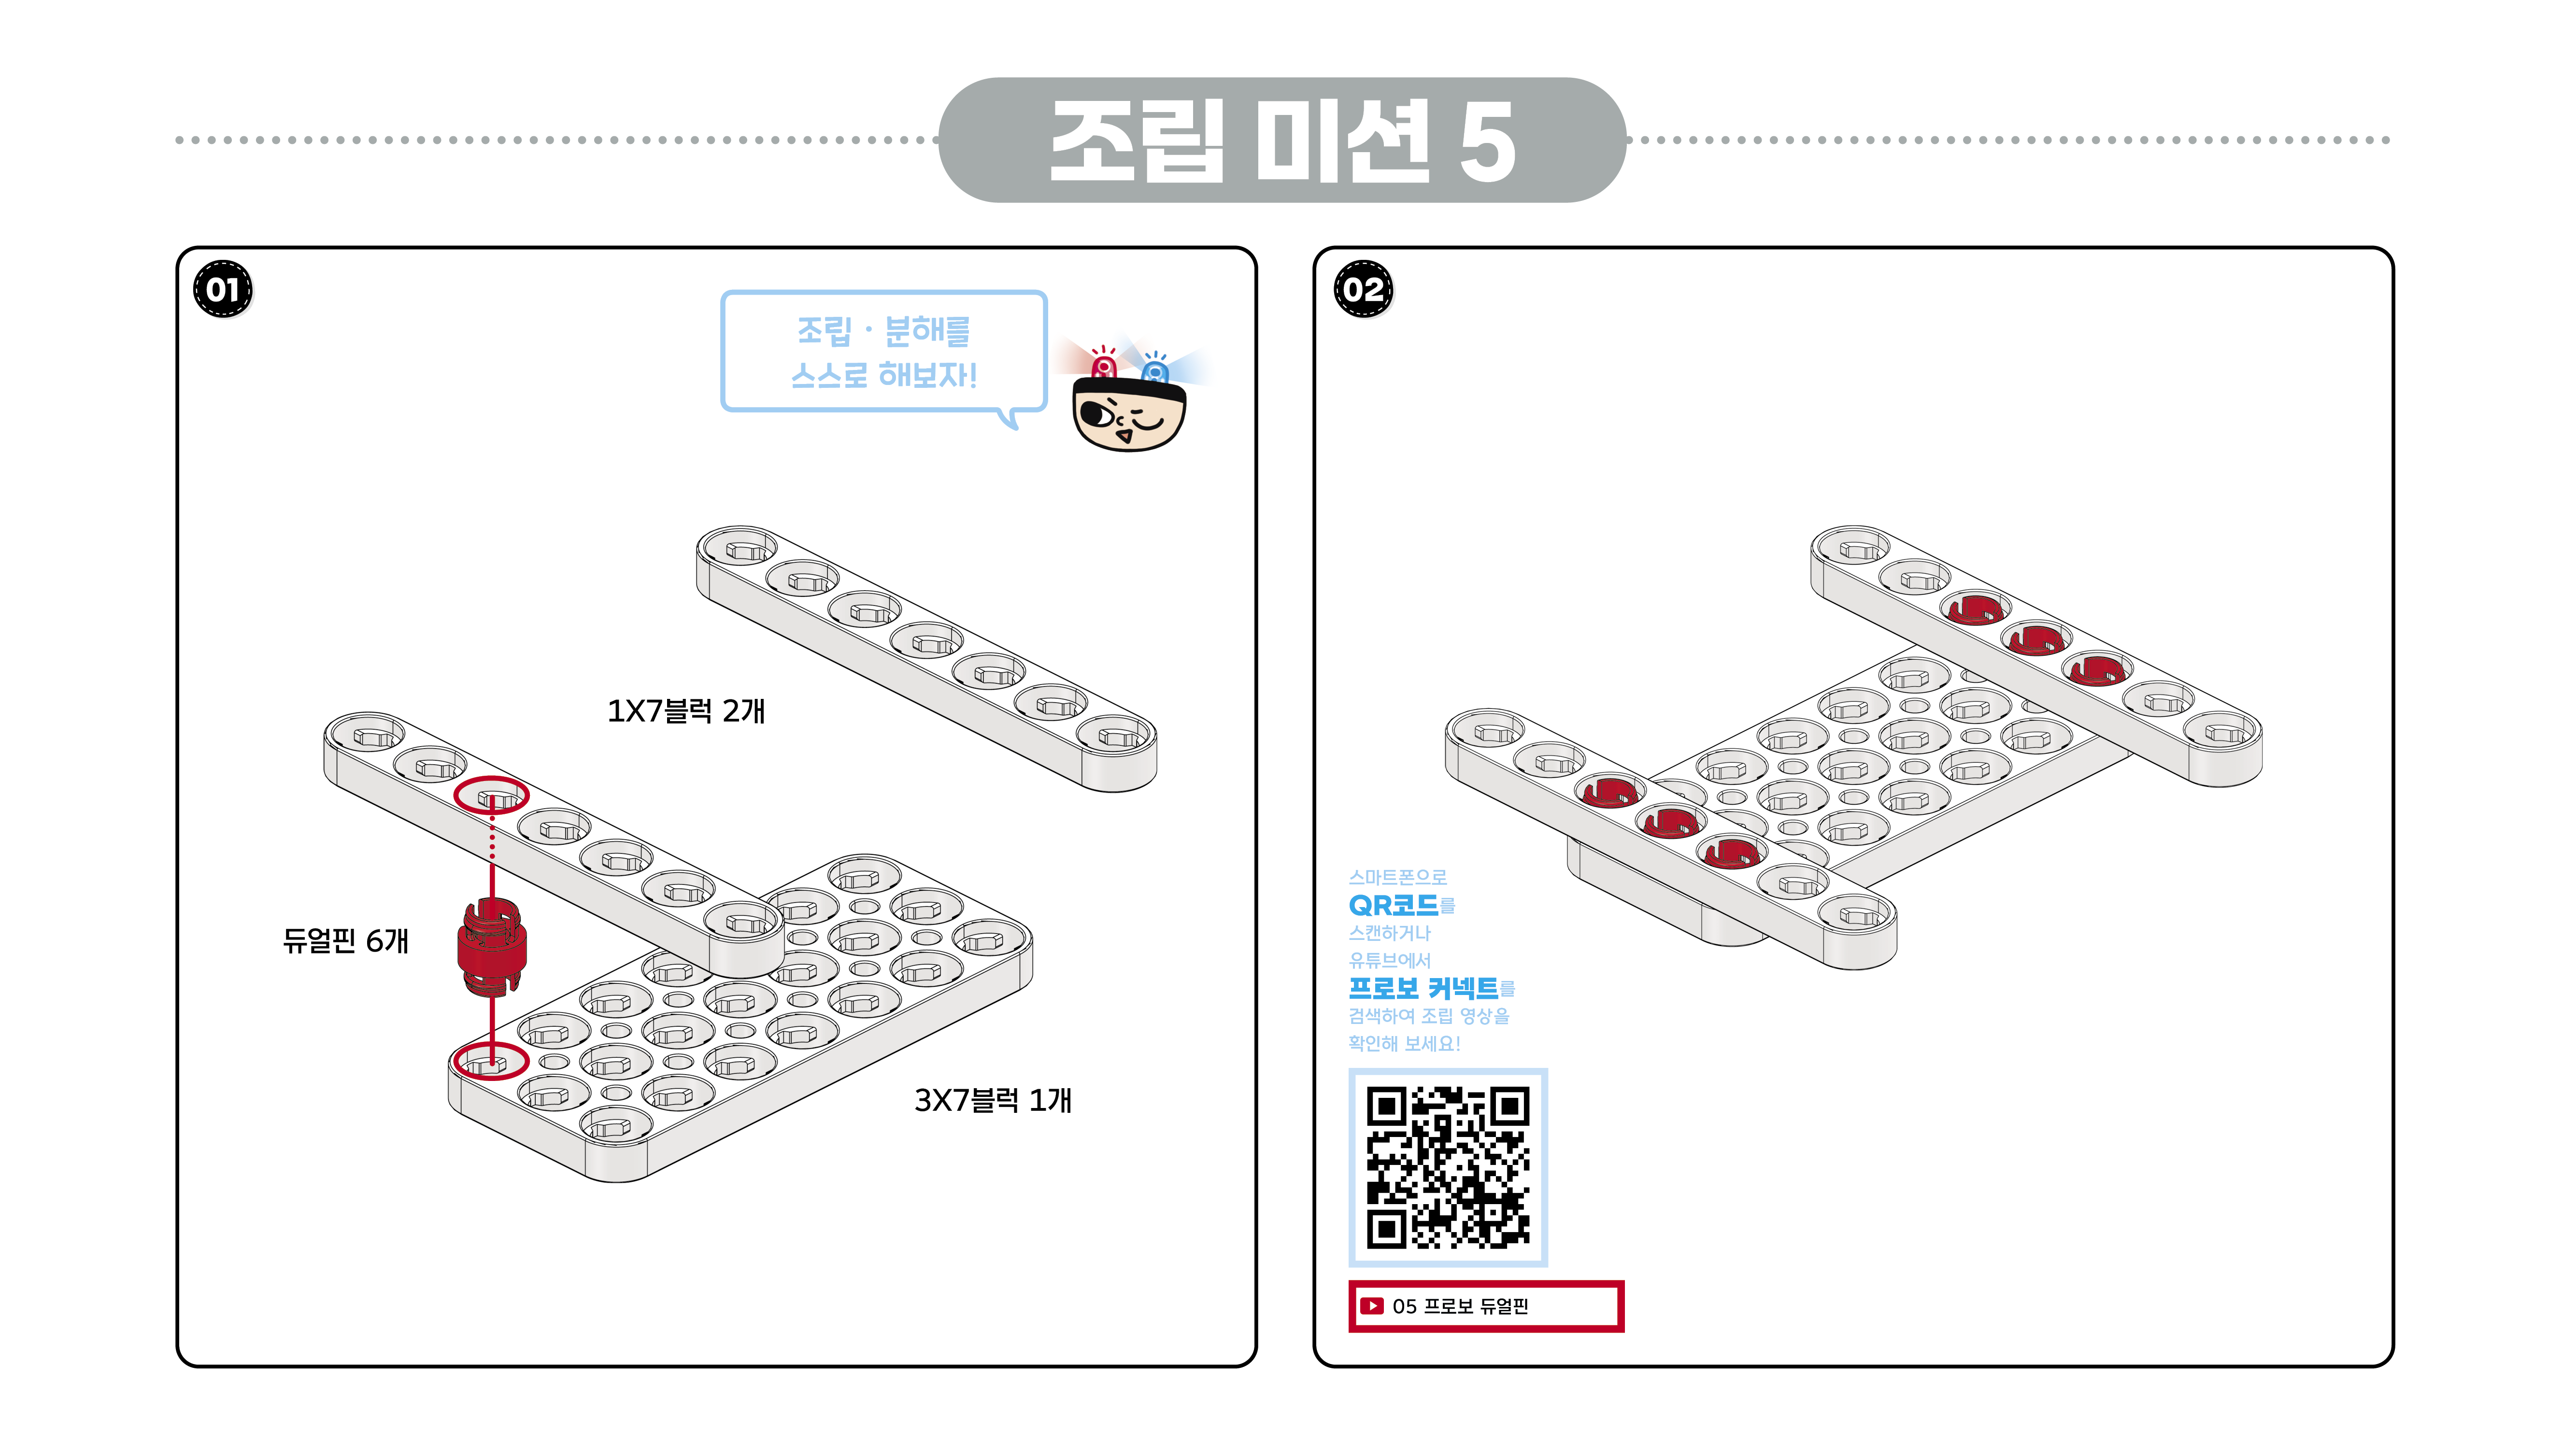 조립 미션 5
01
조립 · 분해를
스스로 해보자!
1X7블럭 2개
듀얼핀 6개
3X7블럭 1개
02
스마트폰으로
QR코드를
스캔하거나
유튜브에서
프로보 커넥트를
검색하여 조립 영상을
확인해 보세요!
05 프로보 듀얼핀